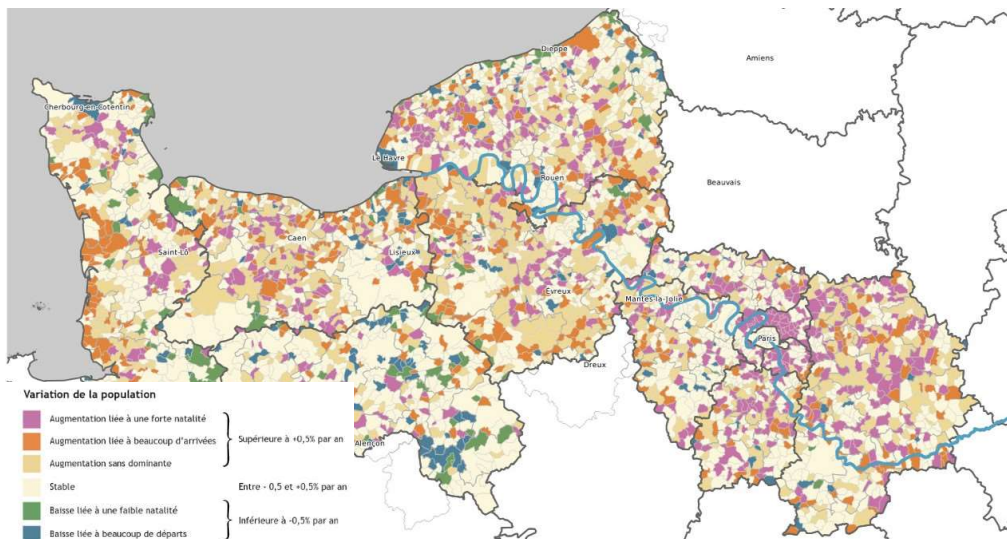 Dieppe
Amiens
Cherbourg-en-Cotentin
Le Havre
Rouen
Beauvais
Caen
Saint-Lô
Lisieux
Évreux
Mantes-la-Jolie
Paris
Dreux
Alençon
Variation de la population
Augmentation liée à une forte natalité
Augmentation liée à beaucoup d'arrivées
Supérieure à +0,5% par an
Augmentation sans dominante
Stable
Entre - 0,5 et +0,5% par an
Baisse liée à une faible natalité
Inférieure à -0,5% par an
Baisse liée à beaucoup de départs